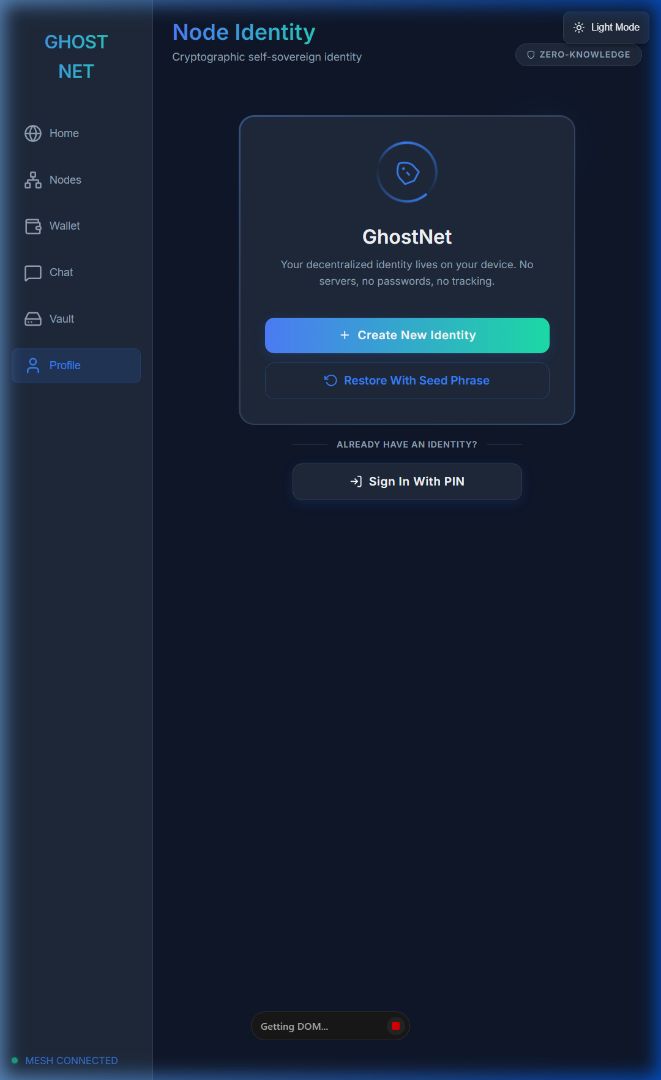 GHOST
NET
Home
Nodes
Wallet
Chat
Vault
Profile
MESH CONNECTED
Node Identity
Cryptographic self-sovereign identity
Light Mode
ZERO-KNOWLEDGE
GhostNet
Your decentralized identity lives on your device. No
servers, no passwords, no tracking.
Create New Identity
Restore With Seed Phrase
ALREADY HAVE AN IDENTITY?
Sign In With PIN
Getting DOM...